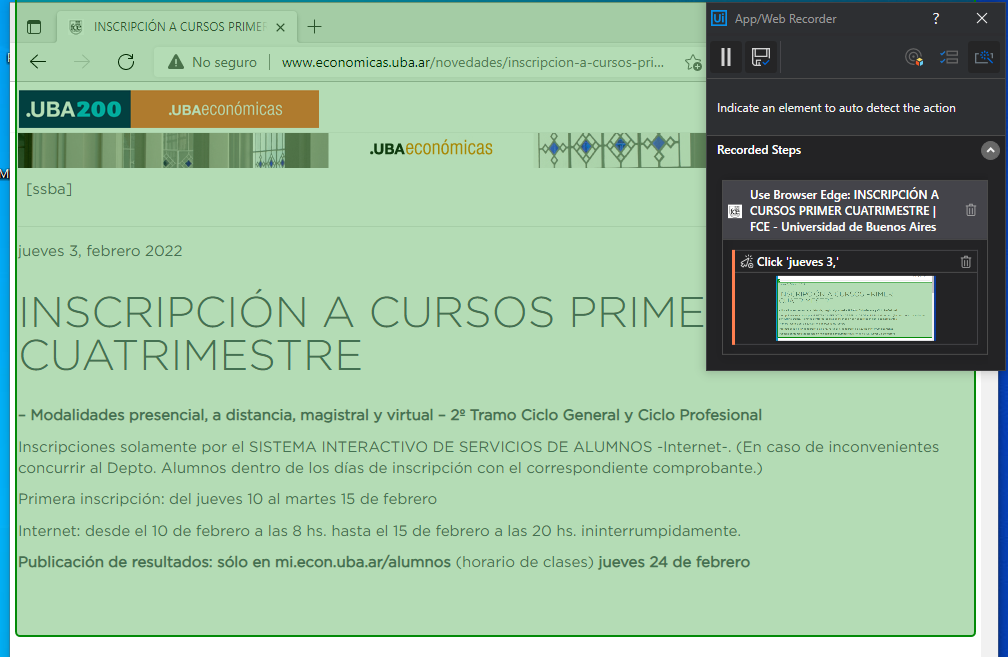 INSCRIPCIÓN A CURSOS PRIMER
No seguro
www.economicas.uba.ar/novedades/inscripcion-a-cursos-pri...
.UBA200
.UBAeconómicas
.UBAeconómicas
[ssba]
jueves 3, febrero 2022
INSCRIPCIÓN A CURSOS PRIME
CUATRIMESTRE
– Modalidades presencial, a distancia, magistral y virtual – 2º Tramo Ciclo General y Ciclo Profesional
Inscripciones solamente por el SISTEMA INTERACTIVO DE SERVICIOS DE ALUMNOS -Internet-. (En caso de inconvenientes
concurrir al Depto. Alumnos dentro de los días de inscripción con el correspondiente comprobante.)
Primera inscripción: del jueves 10 al martes 15 de febrero
Internet: desde el 10 de febrero a las 8 hs. hasta el 15 de febrero a las 20 hs. ininterrumpidamente.
Publicación de resultados: sólo en mi.econ.uba.ar/alumnos (horario de clases) jueves 24 de febrero
Ui App/Web Recorder
?
Indicate an element to auto detect the action
Recorded Steps
Use Browser Edge: INSCRIPCIÓN A
CURSOS PRIMER CUATRIMESTRE |
FCE - Universidad de Buenos Aires
Click 'jueves 3,'
INSCRIPCIÓN A CURSOS PRIMER